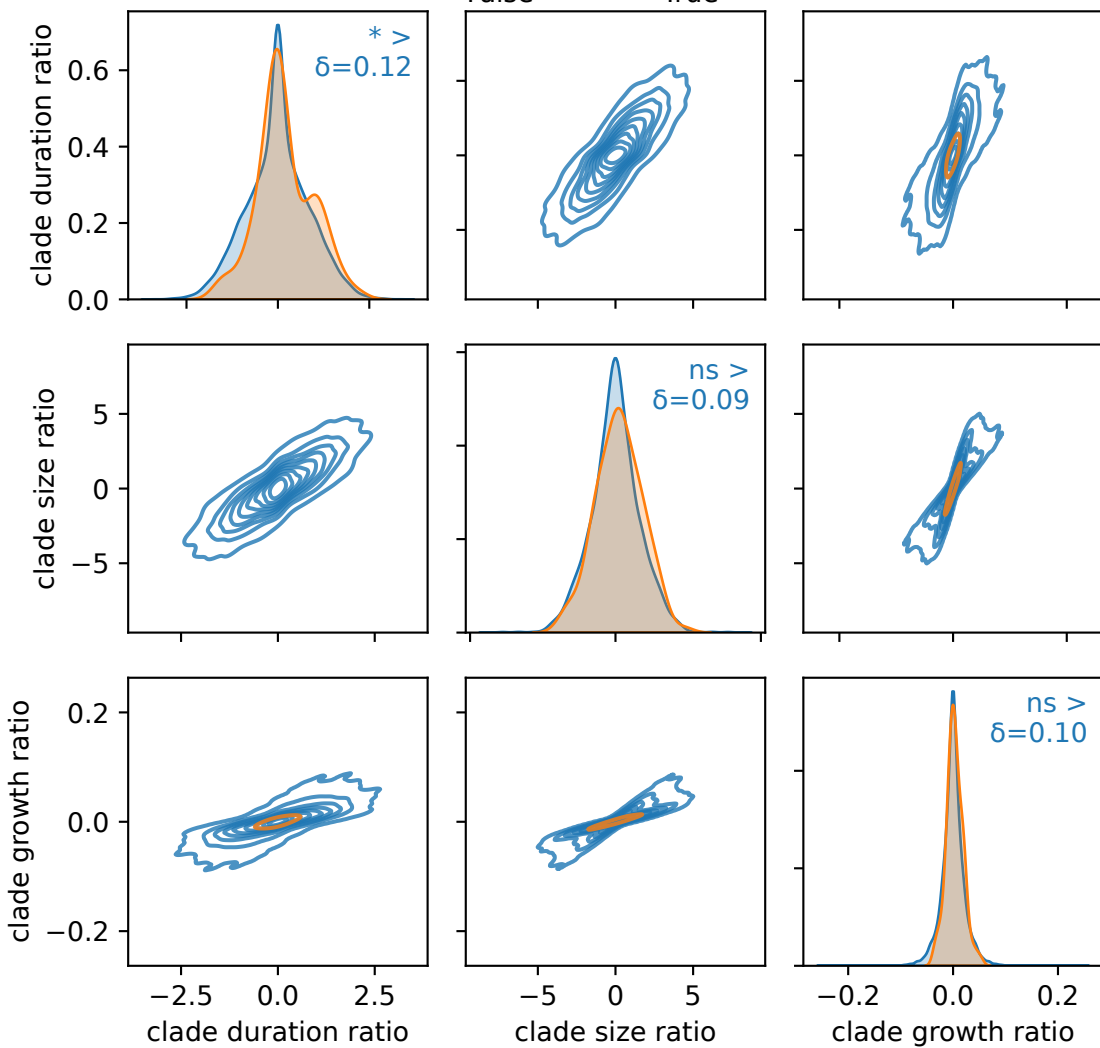 True
clade duration ratio
0.6
0.4
0.2
0.0
* >
δ=0.12
clade size ratio
5
0
−5
ns >
δ=0.09
clade growth ratio
0.2
0.0
−0.2
ns >
δ=0.10
−2.5 0.0 2.5
−5 0 5
−0.2 0.0 0.2
clade duration ratio
clade size ratio
clade growth ratio